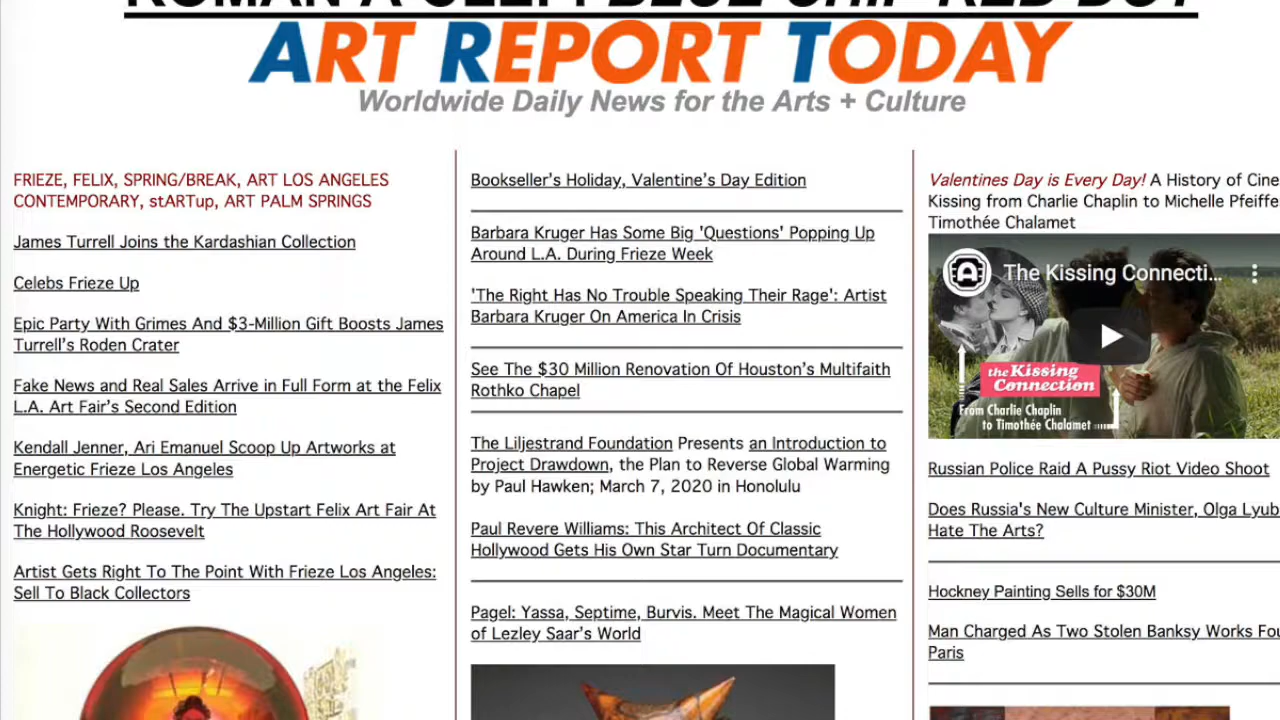 ART REPORT TODAY
Worldwide Daily News for the Arts + Culture
FRIEZE, FELIX, SPRING/BREAK, ART LOS ANGELES
CONTEMPORARY, stARTup, ART PALM SPRINGS
James Turrell Joins the Kardashian Collection
Celebs Frieze Up
Epic Party With Grimes And $3-Million Gift Boosts James
Turrell's Roden Crater
Fake News and Real Sales Arrive in Full Form at the Felix
L.A. Art Fair's Second Edition
Kendall Jenner, Ari Emanuel Scoop Up Artworks at
Energetic Frieze Los Angeles
Knight: Frieze? Please. Try The Upstart Felix Art Fair At
The Hollywood Roosevelt
Artist Gets Right To The Point With Frieze Los Angeles:
Sell To Black Collectors
Bookseller's Holiday, Valentine's Day Edition
Barbara Kruger Has Some Big 'Questions' Popping Up
Around L.A. During Frieze Week
'The Right Has No Trouble Speaking Their Rage': Artist
Barbara Kruger On America In Crisis
See The $30 Million Renovation Of Houston's Multifaith
Rothko Chapel
The Liljestrand Foundation Presents an Introduction to
Project Drawdown, the Plan to Reverse Global Warming
by Paul Hawken; March 7, 2020 in Honolulu
Paul Revere Williams: This Architect Of Classic
Hollywood Gets His Own Star Turn Documentary
Pagel: Yassa, Septime, Burvis. Meet The Magical Women
of Lezley Saar's World
Valentines Day is Every Day! A History of Cine
Kissing from Charlie Chaplin to Michelle Pfeiffe
Timothée Chalamet
The Kissing Connecti...
the Kissing
Connection
From Charlie Chaplin
to Timothée Chalamet
Russian Police Raid A Pussy Riot Video Shoot
Does Russia's New Culture Minister, Olga Lyub
Hate The Arts?
Hockney Painting Sells for $30M
Man Charged As Two Stolen Banksy Works Fou
Paris